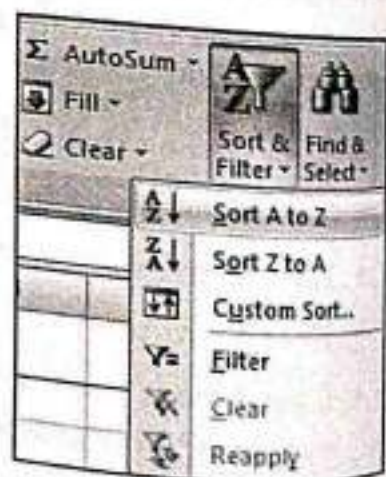 Σ AutoSum
Fill
Clear
Sort & Filter
Find & Select
Sort A to Z
Sort Z to A
Custom Sort..
Filter
Clear
Reapply